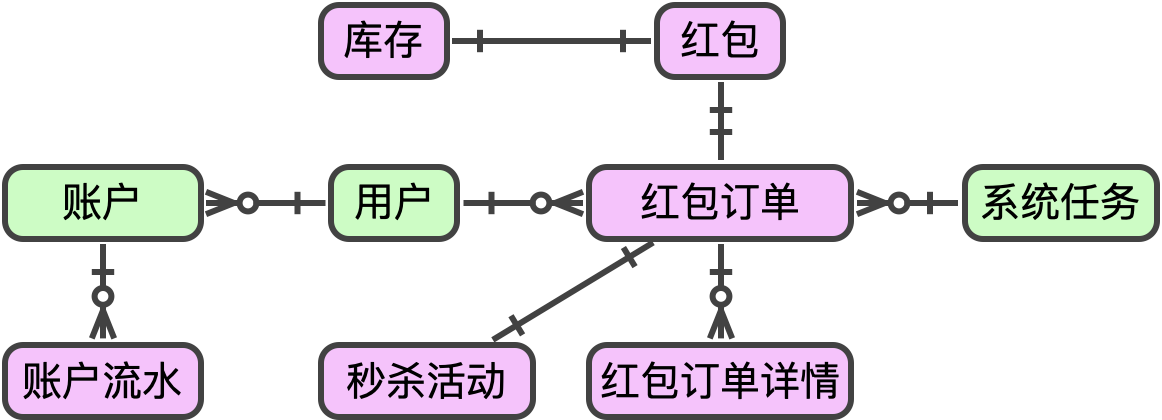 库存
红包
账户
用户
红包订单
系统任务
账户流水
秒杀活动
红包订单详情